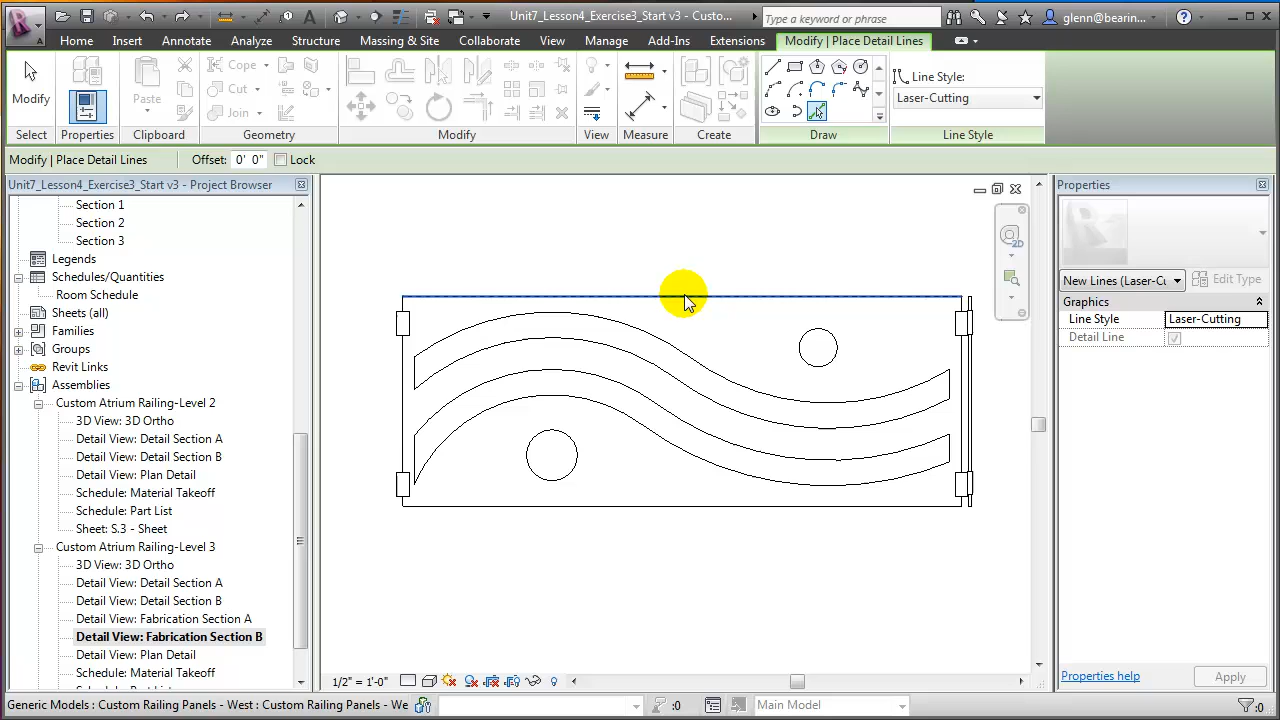 Unit7_Lesson4_Exercise3_Start v3 - Custo...
Type a keyword or phrase
glenn@bearin...
Home Insert Annotate Analyze Structure Massing & Site Collaborate View Manage Add-Ins Extensions Modify | Place Detail Lines
Modify
Paste
Cope
Cut
Join
Line Style:
Laser-Cutting
Select Properties Clipboard Geometry Modify View Measure Create Draw Line Style
Modify | Place Detail Lines Offset: 0' 0" Lock
Unit7_Lesson4_Exercise3_Start v3 - Project Browser
Section 1
Section 2
Section 3
Legends
Schedules/Quantities
Room Schedule
Sheets (all)
Families
Groups
Revit Links
Assemblies
Custom Atrium Railing-Level 2
3D View: 3D Ortho
Detail View: Detail Section A
Detail View: Detail Section B
Detail View: Plan Detail
Schedule: Material Takeoff
Schedule: Part List
Sheet: S.3 - Sheet
Custom Atrium Railing-Level 3
3D View: 3D Ortho
Detail View: Detail Section A
Detail View: Detail Section B
Detail View: Fabrication Section A
Detail View: Fabrication Section B
Detail View: Plan Detail
Schedule: Material Takeoff
2D
1/2" = 1'-0"
Properties
New Lines (Laser-Cu
Edit Type
Graphics
Line Style Laser-Cutting
Detail Line
Properties help
Apply
Generic Models : Custom Railing Panels - West : Custom Railing Panels - We
:0
Main Model
:0